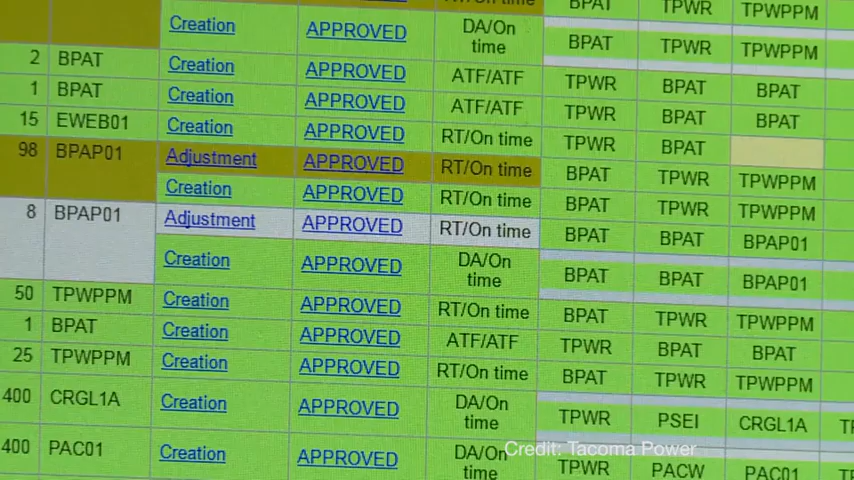 RT/On time BPAT TPWR TPWPPM
Creation APPROVED DA/On time BPAT TPWR TPWPPM
2 BPAT Creation APPROVED ATF/ATF TPWR BPAT BPAT
1 BPAT Creation APPROVED ATF/ATF TPWR BPAT BPAT
15 EWEB01 Creation APPROVED RT/On time TPWR BPAT
98 BPAP01 Adjustment APPROVED RT/On time BPAT TPWR TPWPPM
Creation APPROVED RT/On time BPAT TPWR TPWPPM
8 BPAP01 Adjustment APPROVED RT/On time BPAT BPAT BPAP01
Creation APPROVED DA/On time BPAT BPAT BPAP01
50 TPWPPM Creation APPROVED RT/On time BPAT TPWR TPWPPM
1 BPAT Creation APPROVED ATF/ATF TPWR BPAT BPAT
25 TPWPPM Creation APPROVED RT/On time BPAT TPWR TPWPPM
400 CRGL1A Creation APPROVED DA/On time TPWR PSEI CRGL1A
400 PAC01 Creation APPROVED DA/On time TPWR PACW PAC01
Credit: Tacoma Power